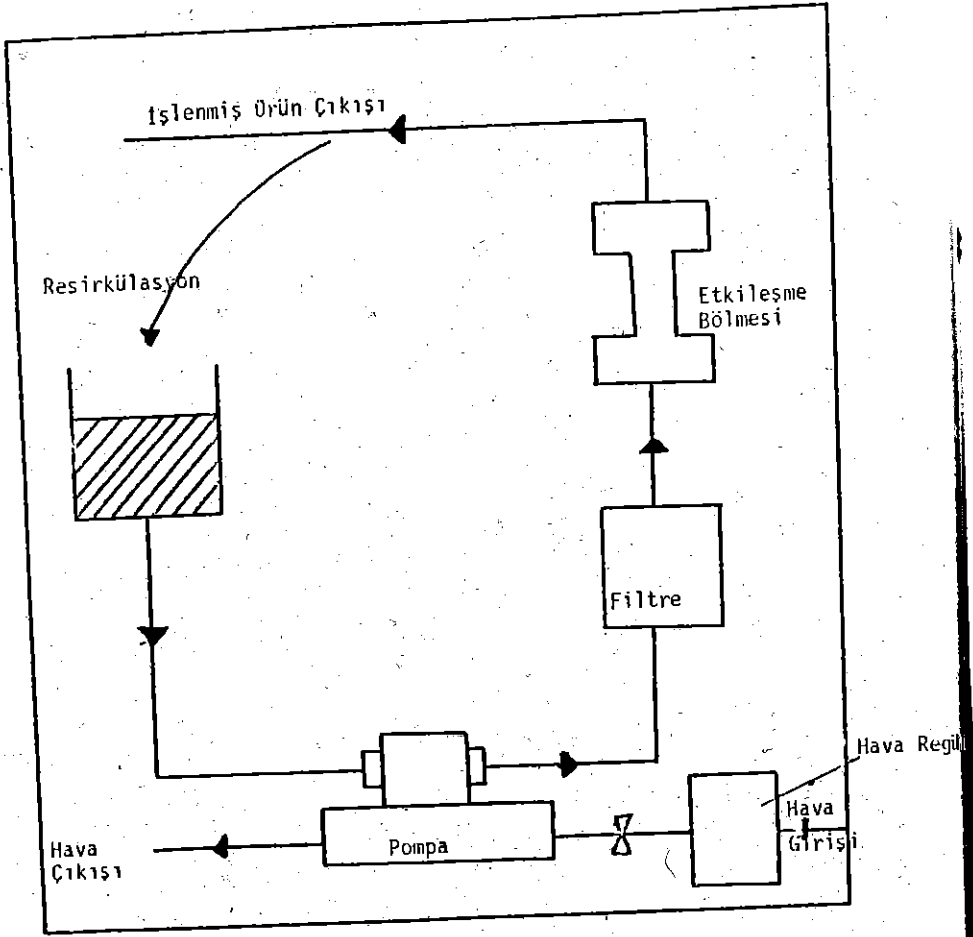 İşlenmiş Ürün Çıkışı
Resirkülasyon
Etkileşme
Bölmesi
Filtre
Hava
Girişi
Pompa
Hava
Çıkışı